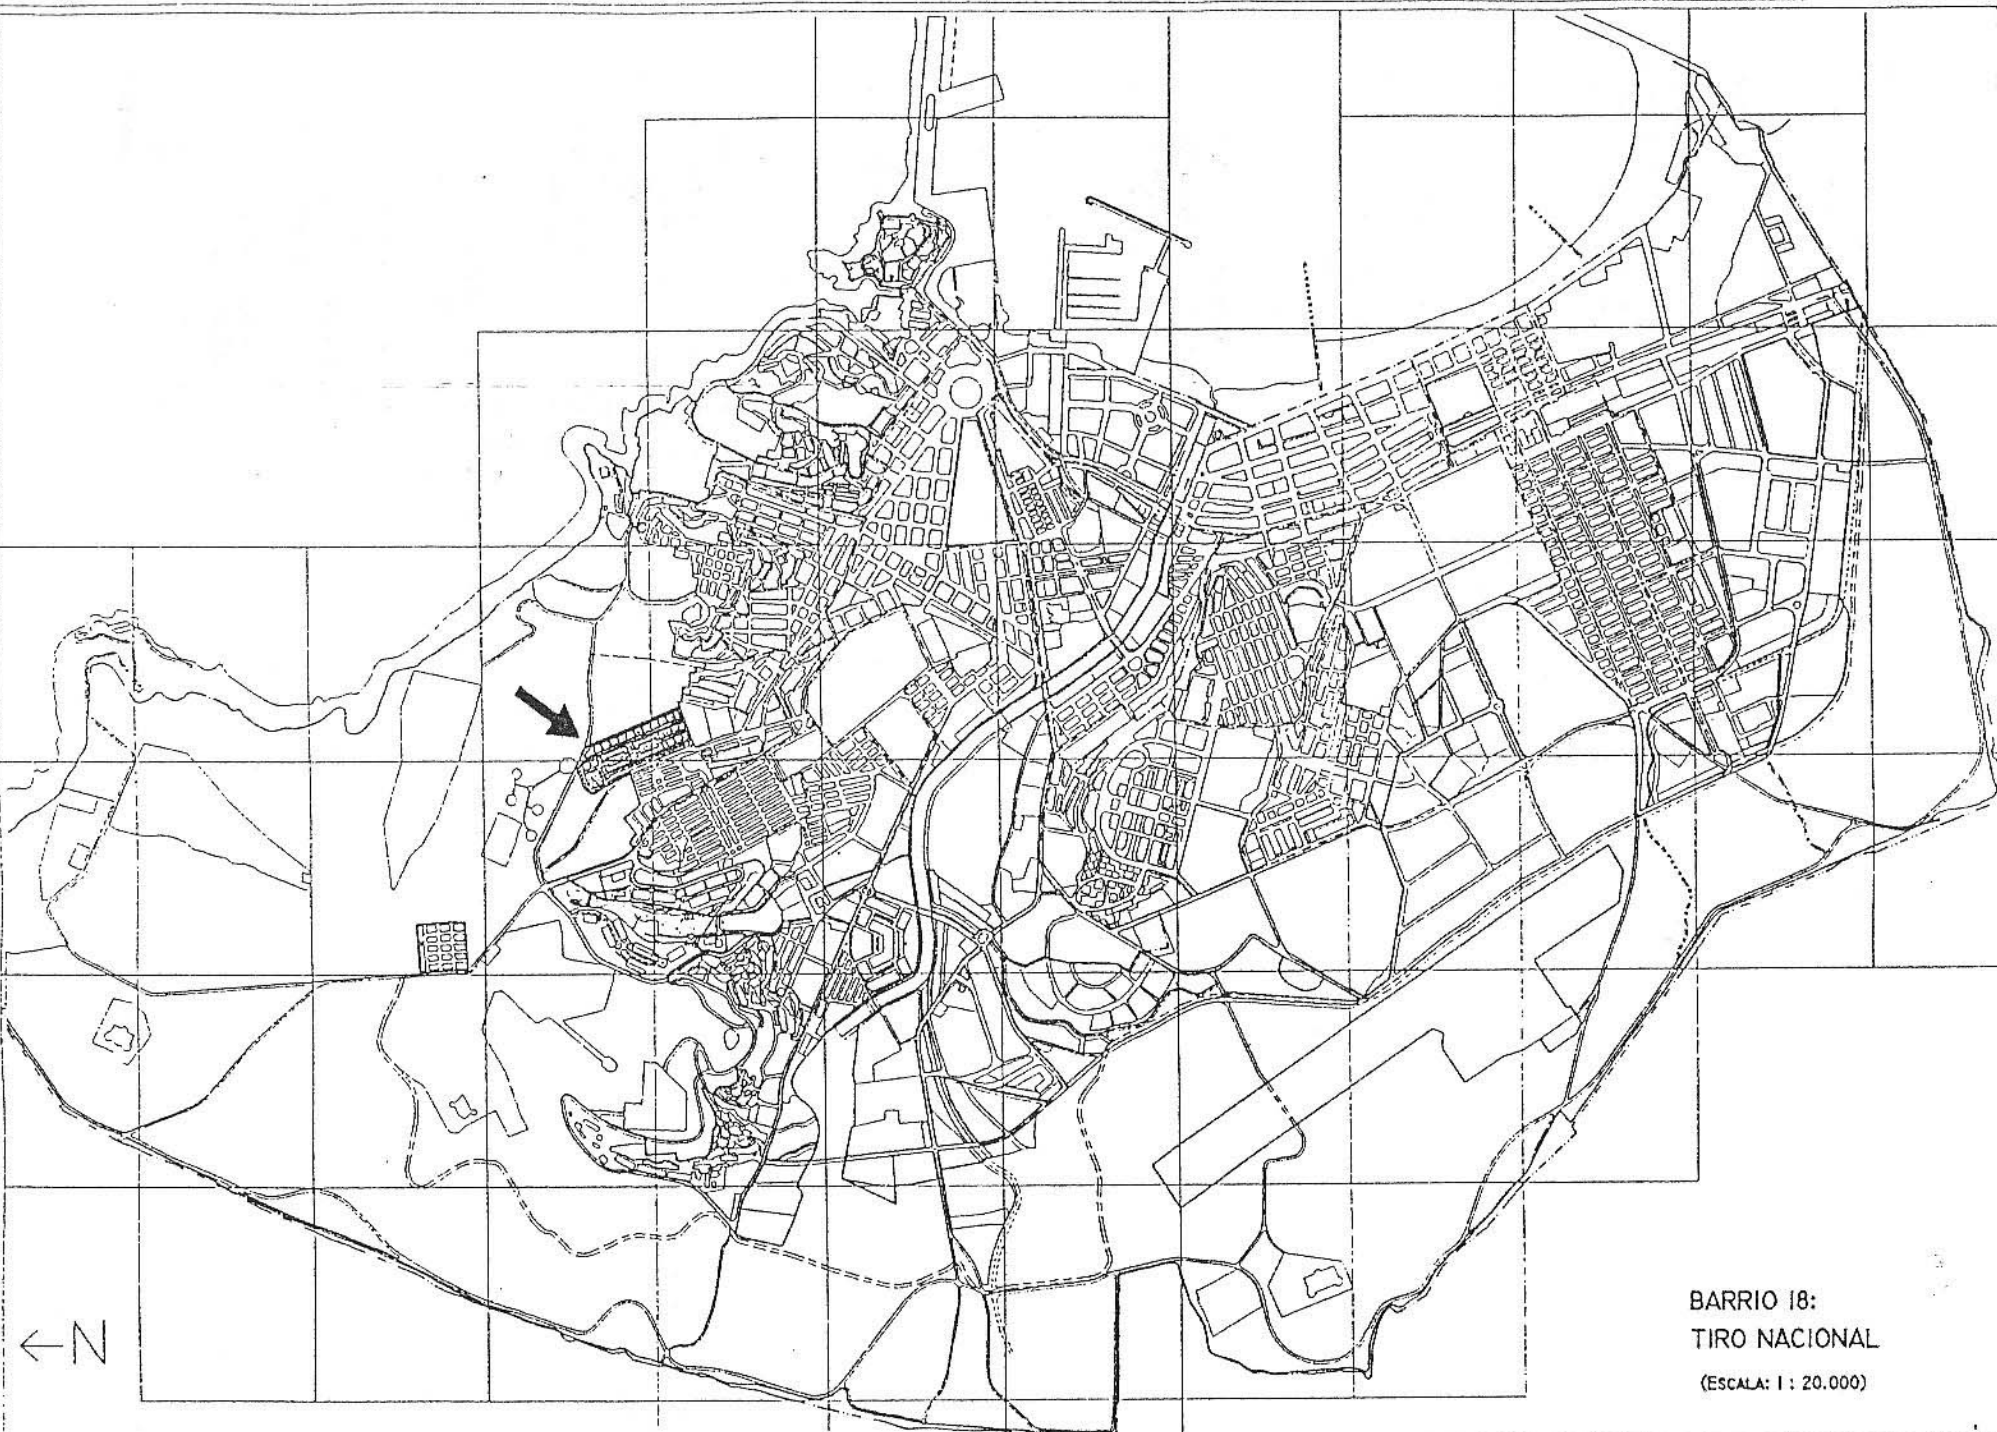 BARRIO 18:
TIRO NACIONAL
(ESCALA: 1 : 20.000)
←N